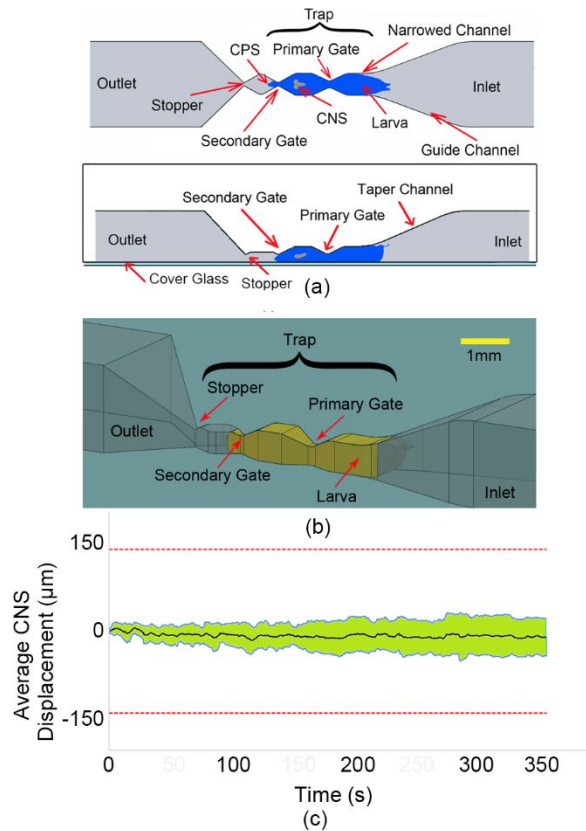 Trap
CPS
Primary Gate
Narrowed Channel
Outlet
Inlet
Stopper
Secondary Gate
CNS
Larva
Guide Channel
Secondary Gate
Taper Channel
Primary Gate
Outlet
Inlet
Cover Glass
Stopper
(a)
Trap
1mm
Stopper
Primary Gate
Outlet
Secondary Gate
Larva
Inlet
(b)
Average CNS
Displacement (µm)
150
0
-150
0 50 100 150 200 250 300 350
Time (s)
(c)